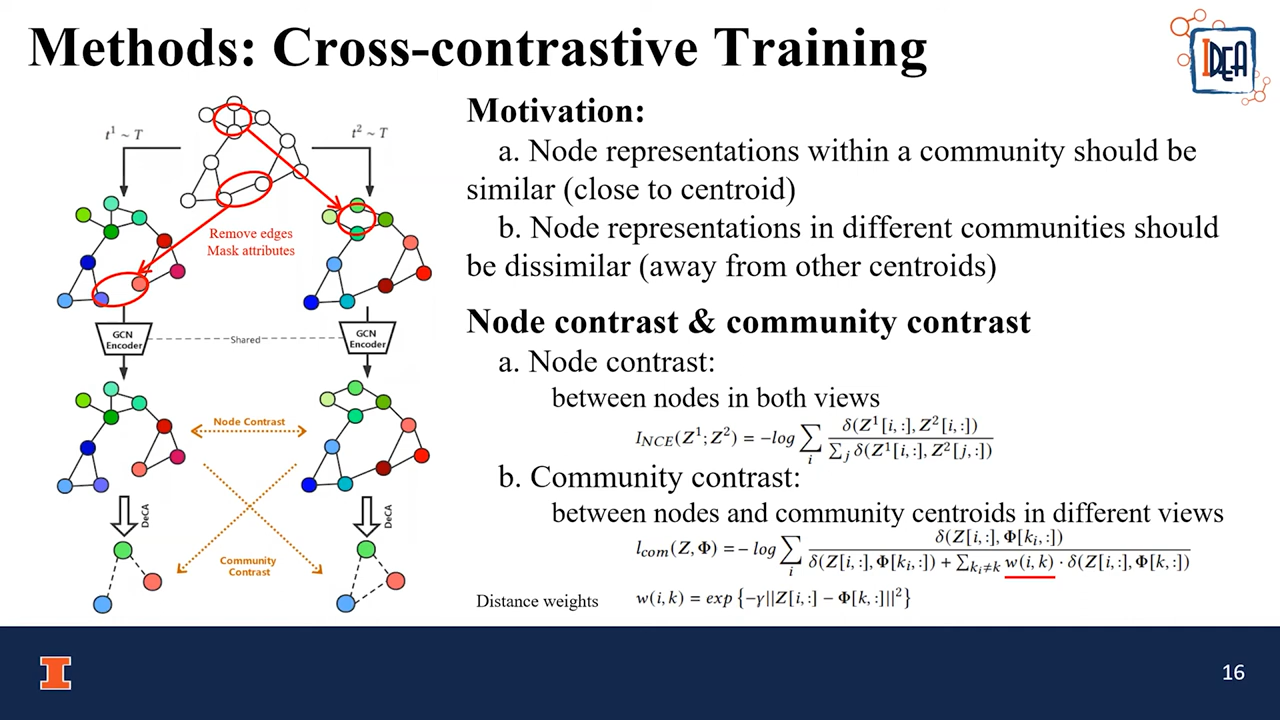 Methods: Cross-contrastive Training
IDEA
t¹ ~ T
t² ~ T
Remove edges
Mask attributes
GCN
Encoder
Shared
GCN
Encoder
Node Contrast
DeCA
DeCA
Community
Contrast
Motivation:
a. Node representations within a community should be
similar (close to centroid)
b. Node representations in different communities should
be dissimilar (away from other centroids)
Node contrast & community contrast
a. Node contrast:
between nodes in both views
I_NCE(Z¹; Z²) = −log ∑_i δ(Z¹[i, :], Z²[i, :]) / ∑_j δ(Z¹[i, :], Z²[j, :])
b. Community contrast:
between nodes and community centroids in different views
l_com(Z, Φ) = − log ∑_i δ(Z[i, :], Φ[k_i, :]) / δ(Z[i, :], Φ[k_i, :]) + ∑_{k_i≠k} w(i, k) · δ(Z[i, :], Φ[k, :])
Distance weights w(i, k) = exp {−γ||Z[i, :] − Φ[k, :]||²}
I
16